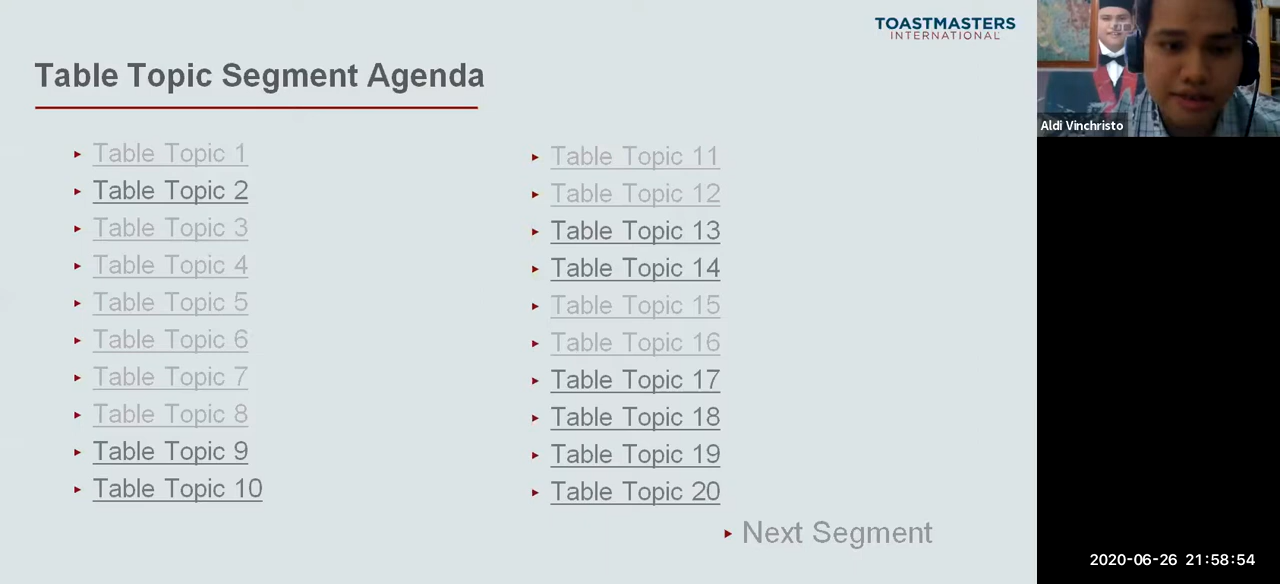 TOASTMASTERS
INTERNATIONAL
Table Topic Segment Agenda
Table Topic 1
Table Topic 2
Table Topic 3
Table Topic 4
Table Topic 5
Table Topic 6
Table Topic 7
Table Topic 8
Table Topic 9
Table Topic 10
Table Topic 11
Table Topic 12
Table Topic 13
Table Topic 14
Table Topic 15
Table Topic 16
Table Topic 17
Table Topic 18
Table Topic 19
Table Topic 20
Next Segment
Aldi Vinchristo
2020-06-26 21:58:54